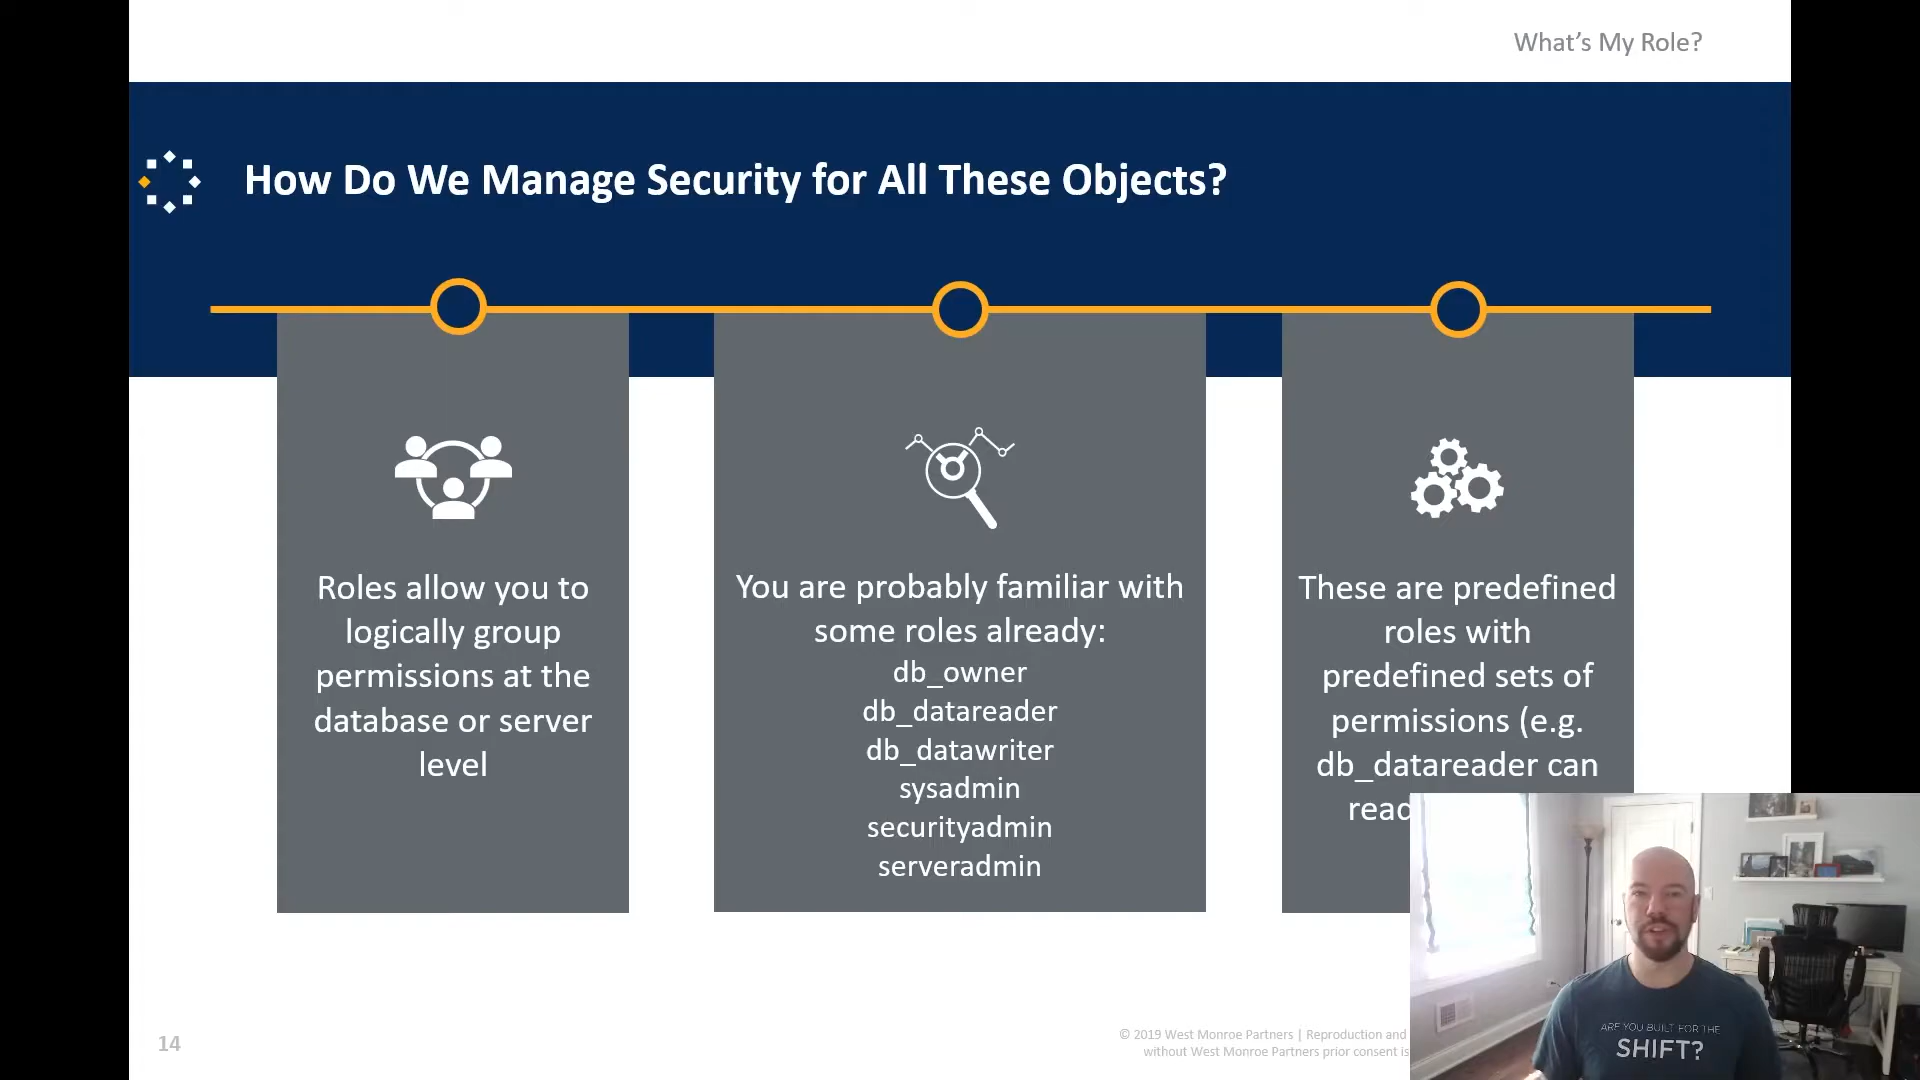 What's My Role?
How Do We Manage Security for All These Objects?
Roles allow you to
logically group
permissions at the
database or server
level
You are probably familiar with
some roles already:
db_owner
db_datareader
db_datawriter
sysadmin
securityadmin
serveradmin
These are predefined
roles with
predefined sets of
permissions (e.g.
db_datareader can
14
© 2019 West Monroe Partners | Reproduction and
without West Monroe Partners prior consent is
ARE YOU BUILT FOR THE
SHIFT?